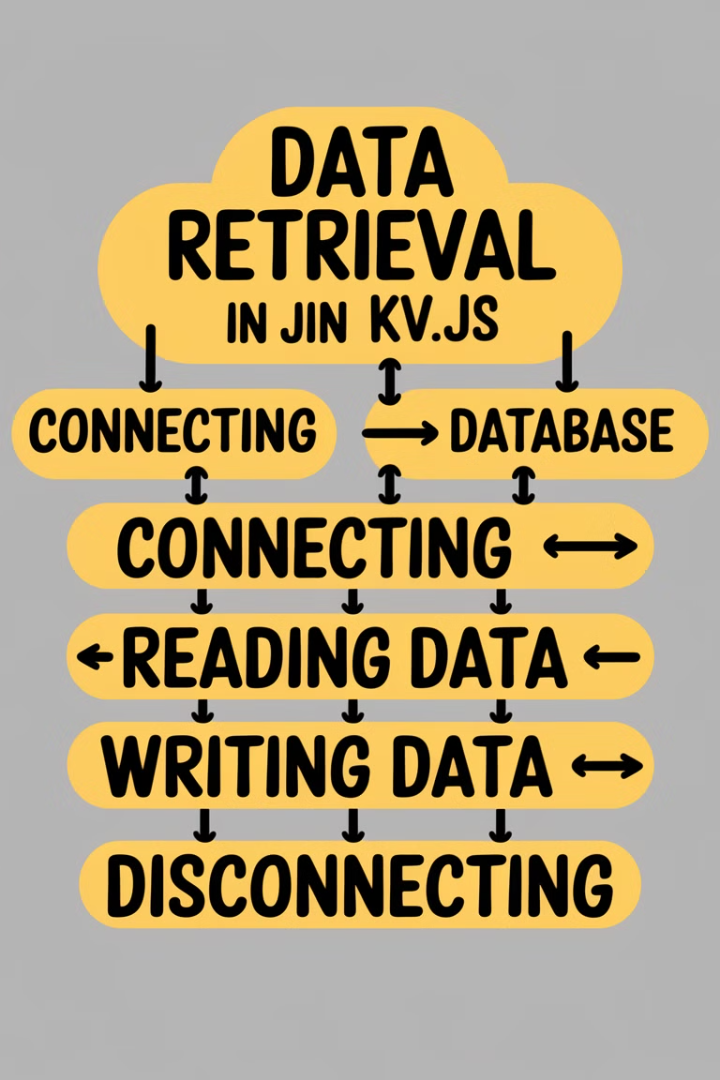 DATA
RETRIEVAL
IN JIN KV.JS
CONNECTING
DATABASE
CONNECTING
READING DATA
WRITING DATA
DISCONNECTING